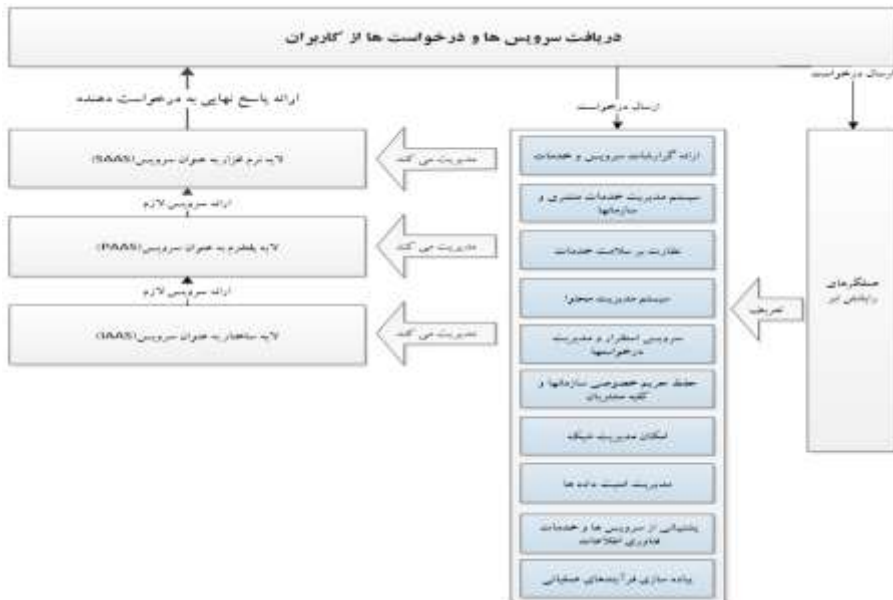 دریافت سرویس ها و درخواست ها از کاربران
ارسال درخواست
ارسال درخواست
ارائه پاسخ نهایی به درخواست دهنده
عملگرهای
رایانش ابر
تعریف
ارائه گزارشات سرویس و خدمات
سیستم مدیریت خدمات مشتری و
سازمانها
نظارت بر سلامت خدمات
سیستم مدیریت محتوا
سرویس استقرار و مدیریت
درخواستها
حفظ حریم خصوصی سازمانها و
کلیه مشتریان
امکان مدیریت شبکه
مدیریت امنیت داده ها
پشتیبانی از سرویس ها و خدمات
فناوری اطلاعات
پیاده سازی فرآیندهای عملیاتی
مدیریت می کند
مدیریت می کند
مدیریت می کند
لایه نرم افزار به عنوان سرویس(SAAS)
ارائه سرویس لازم
لایه پلتفرم به عنوان سرویس(PAAS)
ارائه سرویس لازم
لایه ساختار به عنوان سرویس(IAAS)